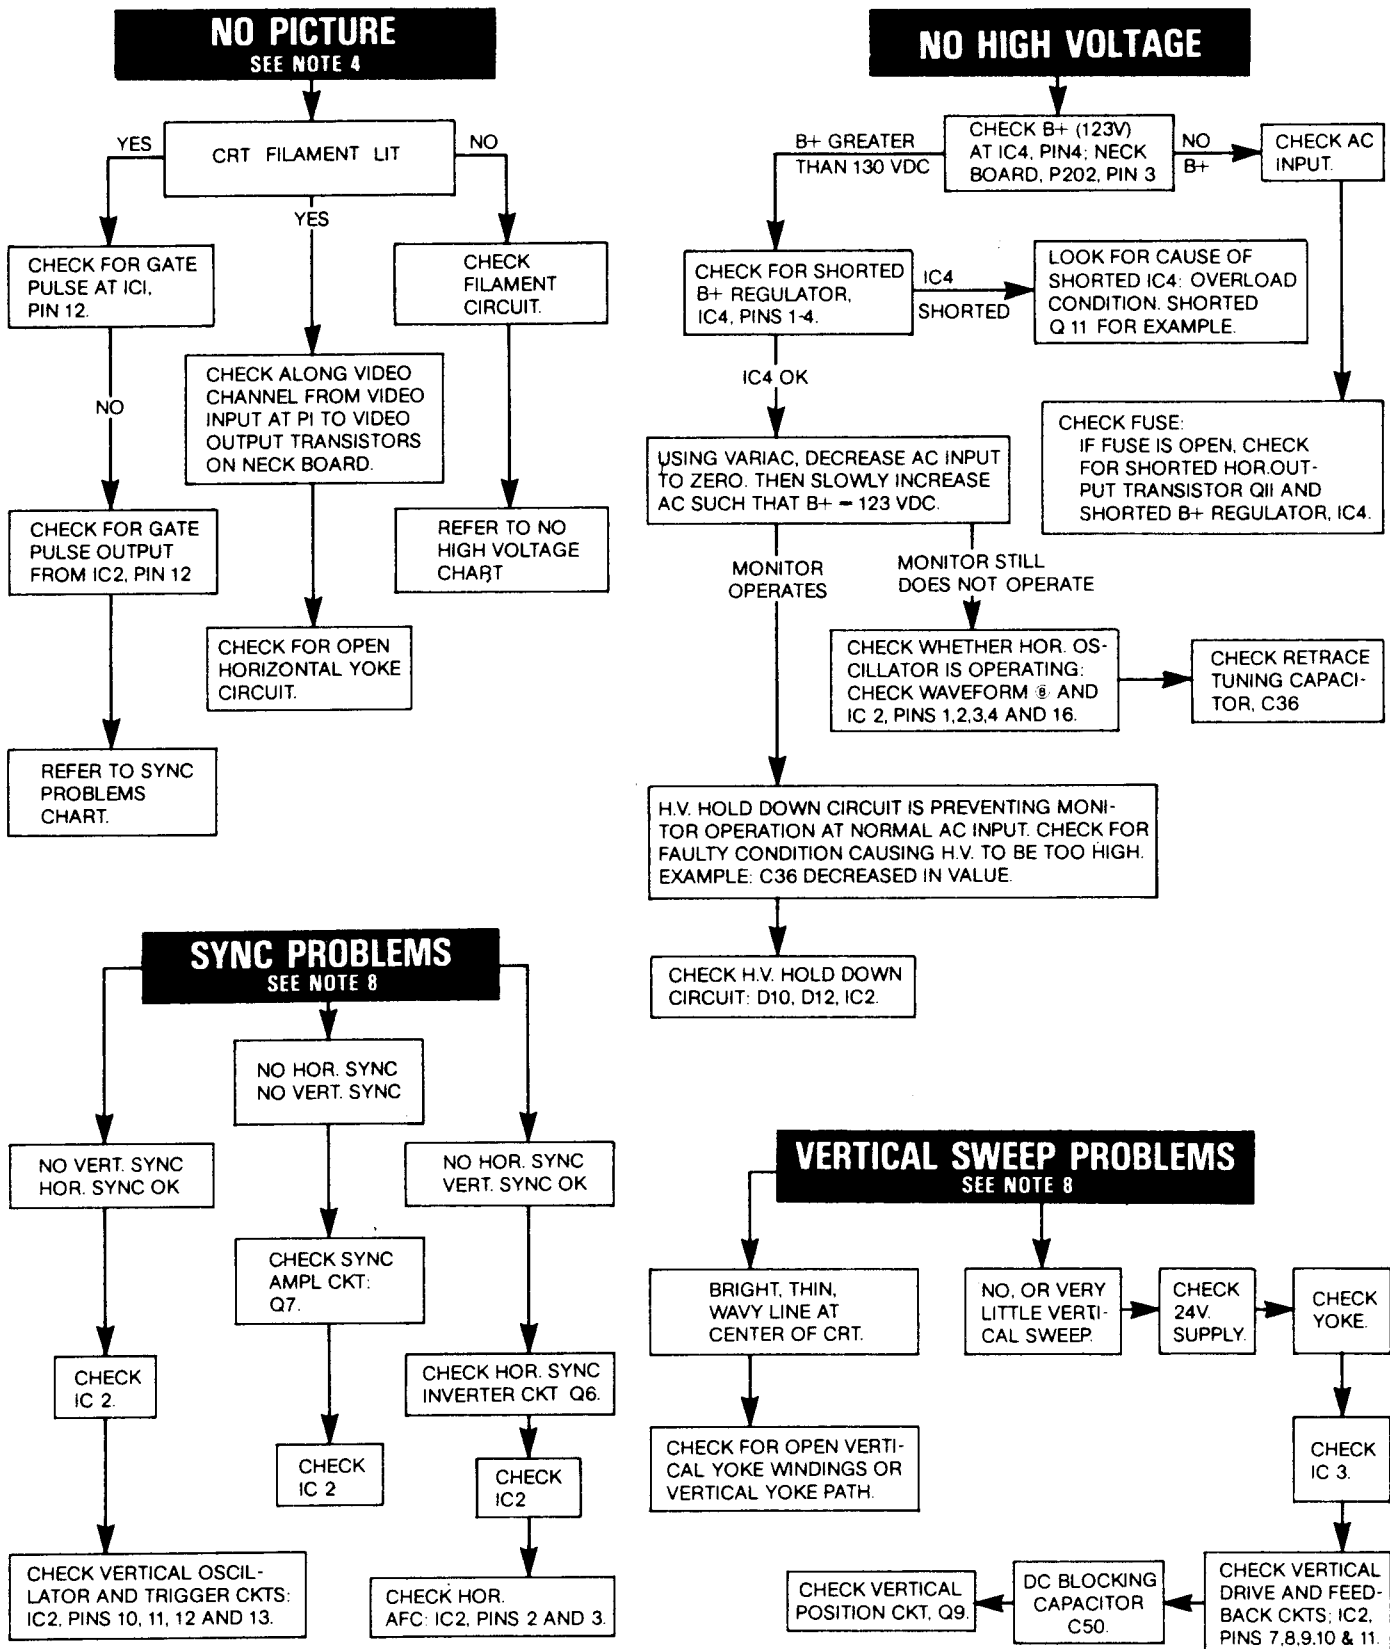 NO PICTURE
SEE NOTE 4
YES
CRT FILAMENT LIT
NO
YES
CHECK FOR GATE
PULSE AT ICI,
PIN 12.
CHECK
FILAMENT
CIRCUIT.
NO
CHECK ALONG VIDEO
CHANNEL FROM VIDEO
INPUT AT PI TO VIDEO
OUTPUT TRANSISTORS
ON NECK BOARD.
CHECK FOR GATE
PULSE OUTPUT
FROM IC2, PIN 12
REFER TO NO
HIGH VOLTAGE
CHART
CHECK FOR OPEN
HORIZONTAL YOKE
CIRCUIT.
REFER TO SYNC
PROBLEMS
CHART.
NO HIGH VOLTAGE
B+ GREATER
THAN 130 VDC
CHECK B+ (123V)
AT IC4, PIN4; NECK
BOARD, P202, PIN 3
NO
B+
CHECK AC
INPUT.
CHECK FOR SHORTED
B+ REGULATOR,
IC4, PINS 1-4.
IC4
SHORTED
LOOK FOR CAUSE OF
SHORTED IC4: OVERLOAD
CONDITION. SHORTED
Q 11 FOR EXAMPLE.
IC4 OK
CHECK FUSE:
IF FUSE IS OPEN, CHECK
FOR SHORTED HOR.OUT-
PUT TRANSISTOR QII AND
SHORTED B+ REGULATOR, IC4.
USING VARIAC, DECREASE AC INPUT
TO ZERO. THEN SLOWLY INCREASE
AC SUCH THAT B+ = 123 VDC.
MONITOR
OPERATES
MONITOR STILL
DOES NOT OPERATE
CHECK WHETHER HOR. OS-
CILLATOR IS OPERATING:
CHECK WAVEFORM ⑧ AND
IC 2, PINS 1,2,3,4 AND 16.
CHECK RETRACE
TUNING CAPACI-
TOR, C36
H.V. HOLD DOWN CIRCUIT IS PREVENTING MONI-
TOR OPERATION AT NORMAL AC INPUT. CHECK FOR
FAULTY CONDITION CAUSING H.V. TO BE TOO HIGH.
EXAMPLE: C36 DECREASED IN VALUE.
CHECK H.V. HOLD DOWN
CIRCUIT: D10, D12, IC2.
SYNC PROBLEMS
SEE NOTE 8
NO HOR. SYNC
NO VERT. SYNC
NO VERT. SYNC
HOR. SYNC OK
NO HOR. SYNC
VERT. SYNC OK
CHECK SYNC
AMPL CKT:
Q7.
CHECK
IC 2.
CHECK HOR. SYNC
INVERTER CKT Q6.
CHECK
IC 2
CHECK
IC2
CHECK VERTICAL OSCIL-
LATOR AND TRIGGER CKTS:
IC2, PINS 10, 11, 12 AND 13.
CHECK HOR.
AFC: IC2, PINS 2 AND 3.
VERTICAL SWEEP PROBLEMS
SEE NOTE 8
BRIGHT, THIN,
WAVY LINE AT
CENTER OF CRT.
NO, OR VERY
LITTLE VERTI-
CAL SWEEP.
CHECK
24V.
SUPPLY.
CHECK
YOKE.
CHECK FOR OPEN VERTI-
CAL YOKE WINDINGS OR
VERTICAL YOKE PATH.
CHECK
IC 3.
CHECK VERTICAL
POSITION CKT, Q9.
DC BLOCKING
CAPACITOR
C50.
CHECK VERTICAL
DRIVE AND FEED-
BACK CKTS; IC2,
PINS 7,8,9.10 & 11.